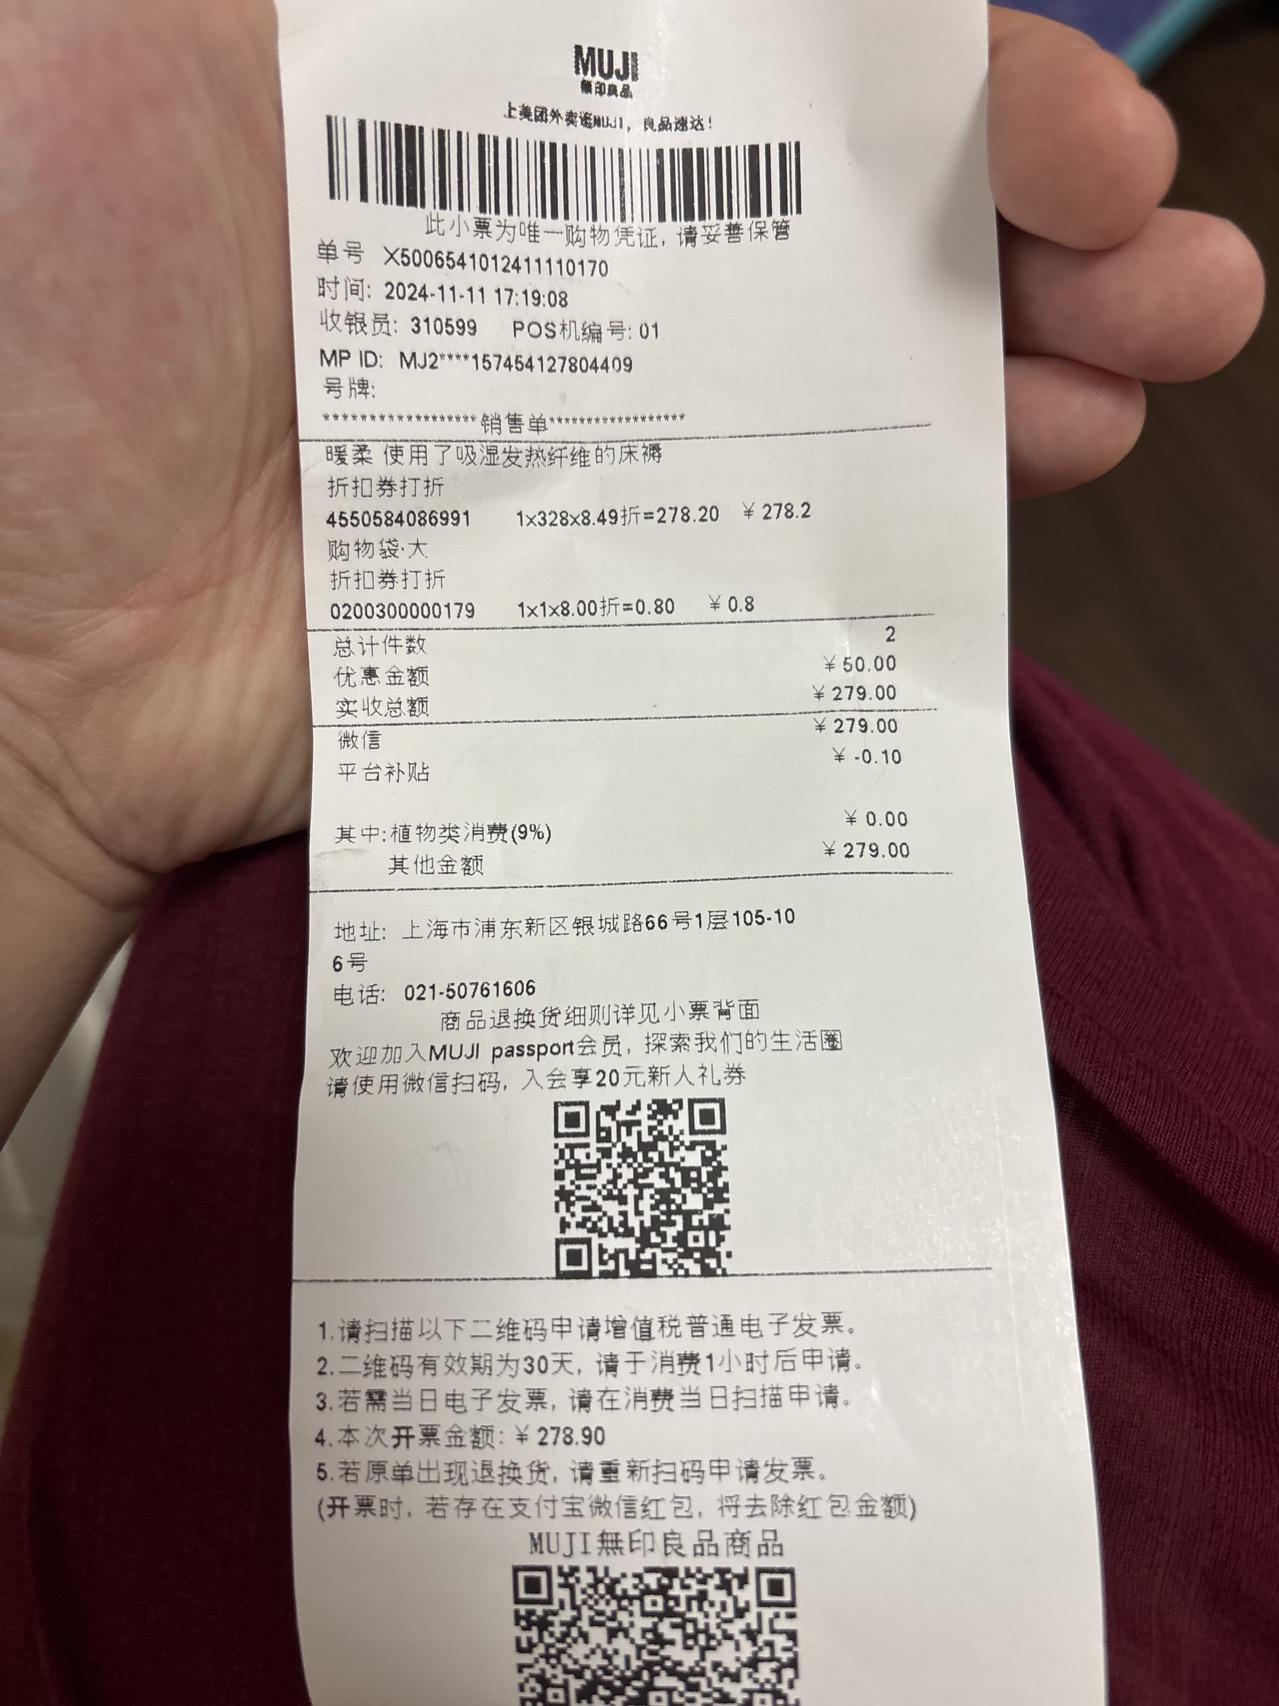 MUJI
無印良品
上美团外卖逛MUJI，良品速达！
此小票为唯一购物凭证, 请妥善保管
单号 X5006541012411110170
时间: 2024-11-11 17:19:08
收银员: 310599 POS机编号: 01
MP ID: MJ2****157454127804409
号牌:
*****************销售单*****************
暖柔 使用了吸湿发热纤维的床褥
折扣券打折
4550584086991 1x328x8.49折=278.20 ¥ 278.2
购物袋·大
折扣券打折
0200300000179 1x1x8.00折=0.80 ¥ 0.8
总计件数 2
优惠金额 ¥ 50.00
实收总额 ¥ 279.00
微信 ¥ 279.00
平台补贴 ¥ -0.10
其中:植物类消费(9%) ¥ 0.00
其他金额 ¥ 279.00
地址: 上海市浦东新区银城路66号1层105-10
6号
电话: 021-50761606
商品退换货细则详见小票背面
欢迎加入MUJI passport会员, 探索我们的生活圈
请使用微信扫码, 入会享20元新人礼券
1.请扫描以下二维码申请增值税普通电子发票。
2.二维码有效期为30天, 请于消费1小时后申请。
3.若需当日电子发票, 请在消费当日扫描申请。
4.本次开票金额: ¥ 278.90
5.若原单出现退换货, 请重新扫码申请发票。
(开票时, 若存在支付宝微信红包, 将去除红包金额)
MUJI無印良品商品